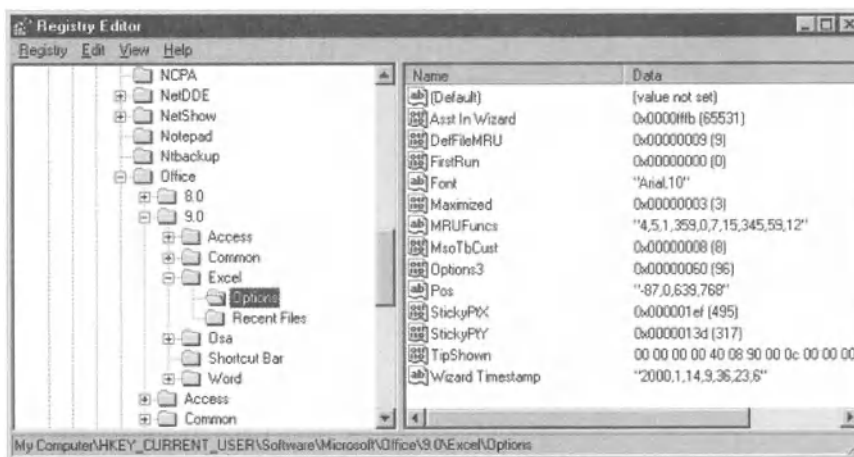 Registry Editor
Registry Edit View Help
NCPA
NetDDE
NetShow
Notepad
Ntbackup
Office
8.0
9.0
Access
Common
Excel
Options
Recent Files
Osa
Shortcut Bar
Word
Access
Common
Name Data
(Default) (value not set)
Asst In Wizard 0x0000fffb (65531)
DefFileMRU 0x00000009 (9)
FirstRun 0x00000000 (0)
Font "Arial,10"
Maximized 0x00000003 (3)
MRUFuncs "4,5,1,359,0,7,15,345,59,12"
MsoTbCust 0x00000008 (8)
Options3 0x00000060 (96)
Pos "-87,0,639,768"
StickyPtX 0x000001ef (495)
StickyPtY 0x0000013d (317)
TipShown 00 00 00 00 40 08 90 00 0c 00 00 00
Wizard Timestamp "2000,1,14,9,36,23,6"
My Computer\HKEY_CURRENT_USER\Software\Microsoft\Office\9.0\Excel\Options